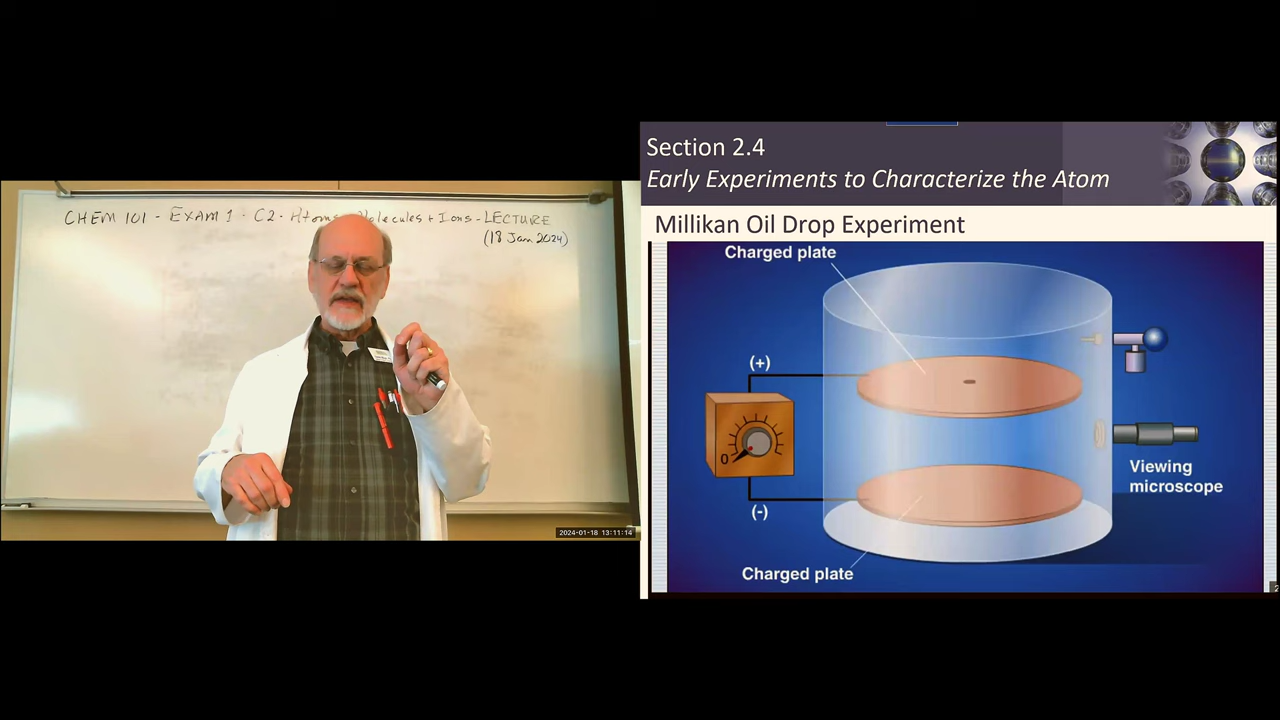 CHEM 101 - EXAM 1 - C2 - Atoms, Molecules + Ions - LECTURE
(18 Jan 2024)
2024-01-18 13:11:14
Section 2.4
Early Experiments to Characterize the Atom
Millikan Oil Drop Experiment
Charged plate
(+)
0
(-)
Viewing
microscope
Charged plate
2